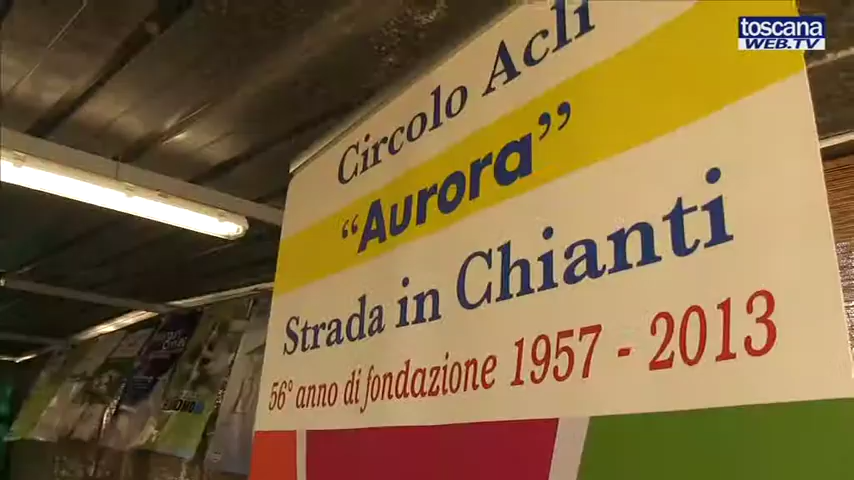 toscana
WEB.TV
Circolo Acli
“Aurora”
Strada in Chianti
56° anno di fondazione 1957 - 2013